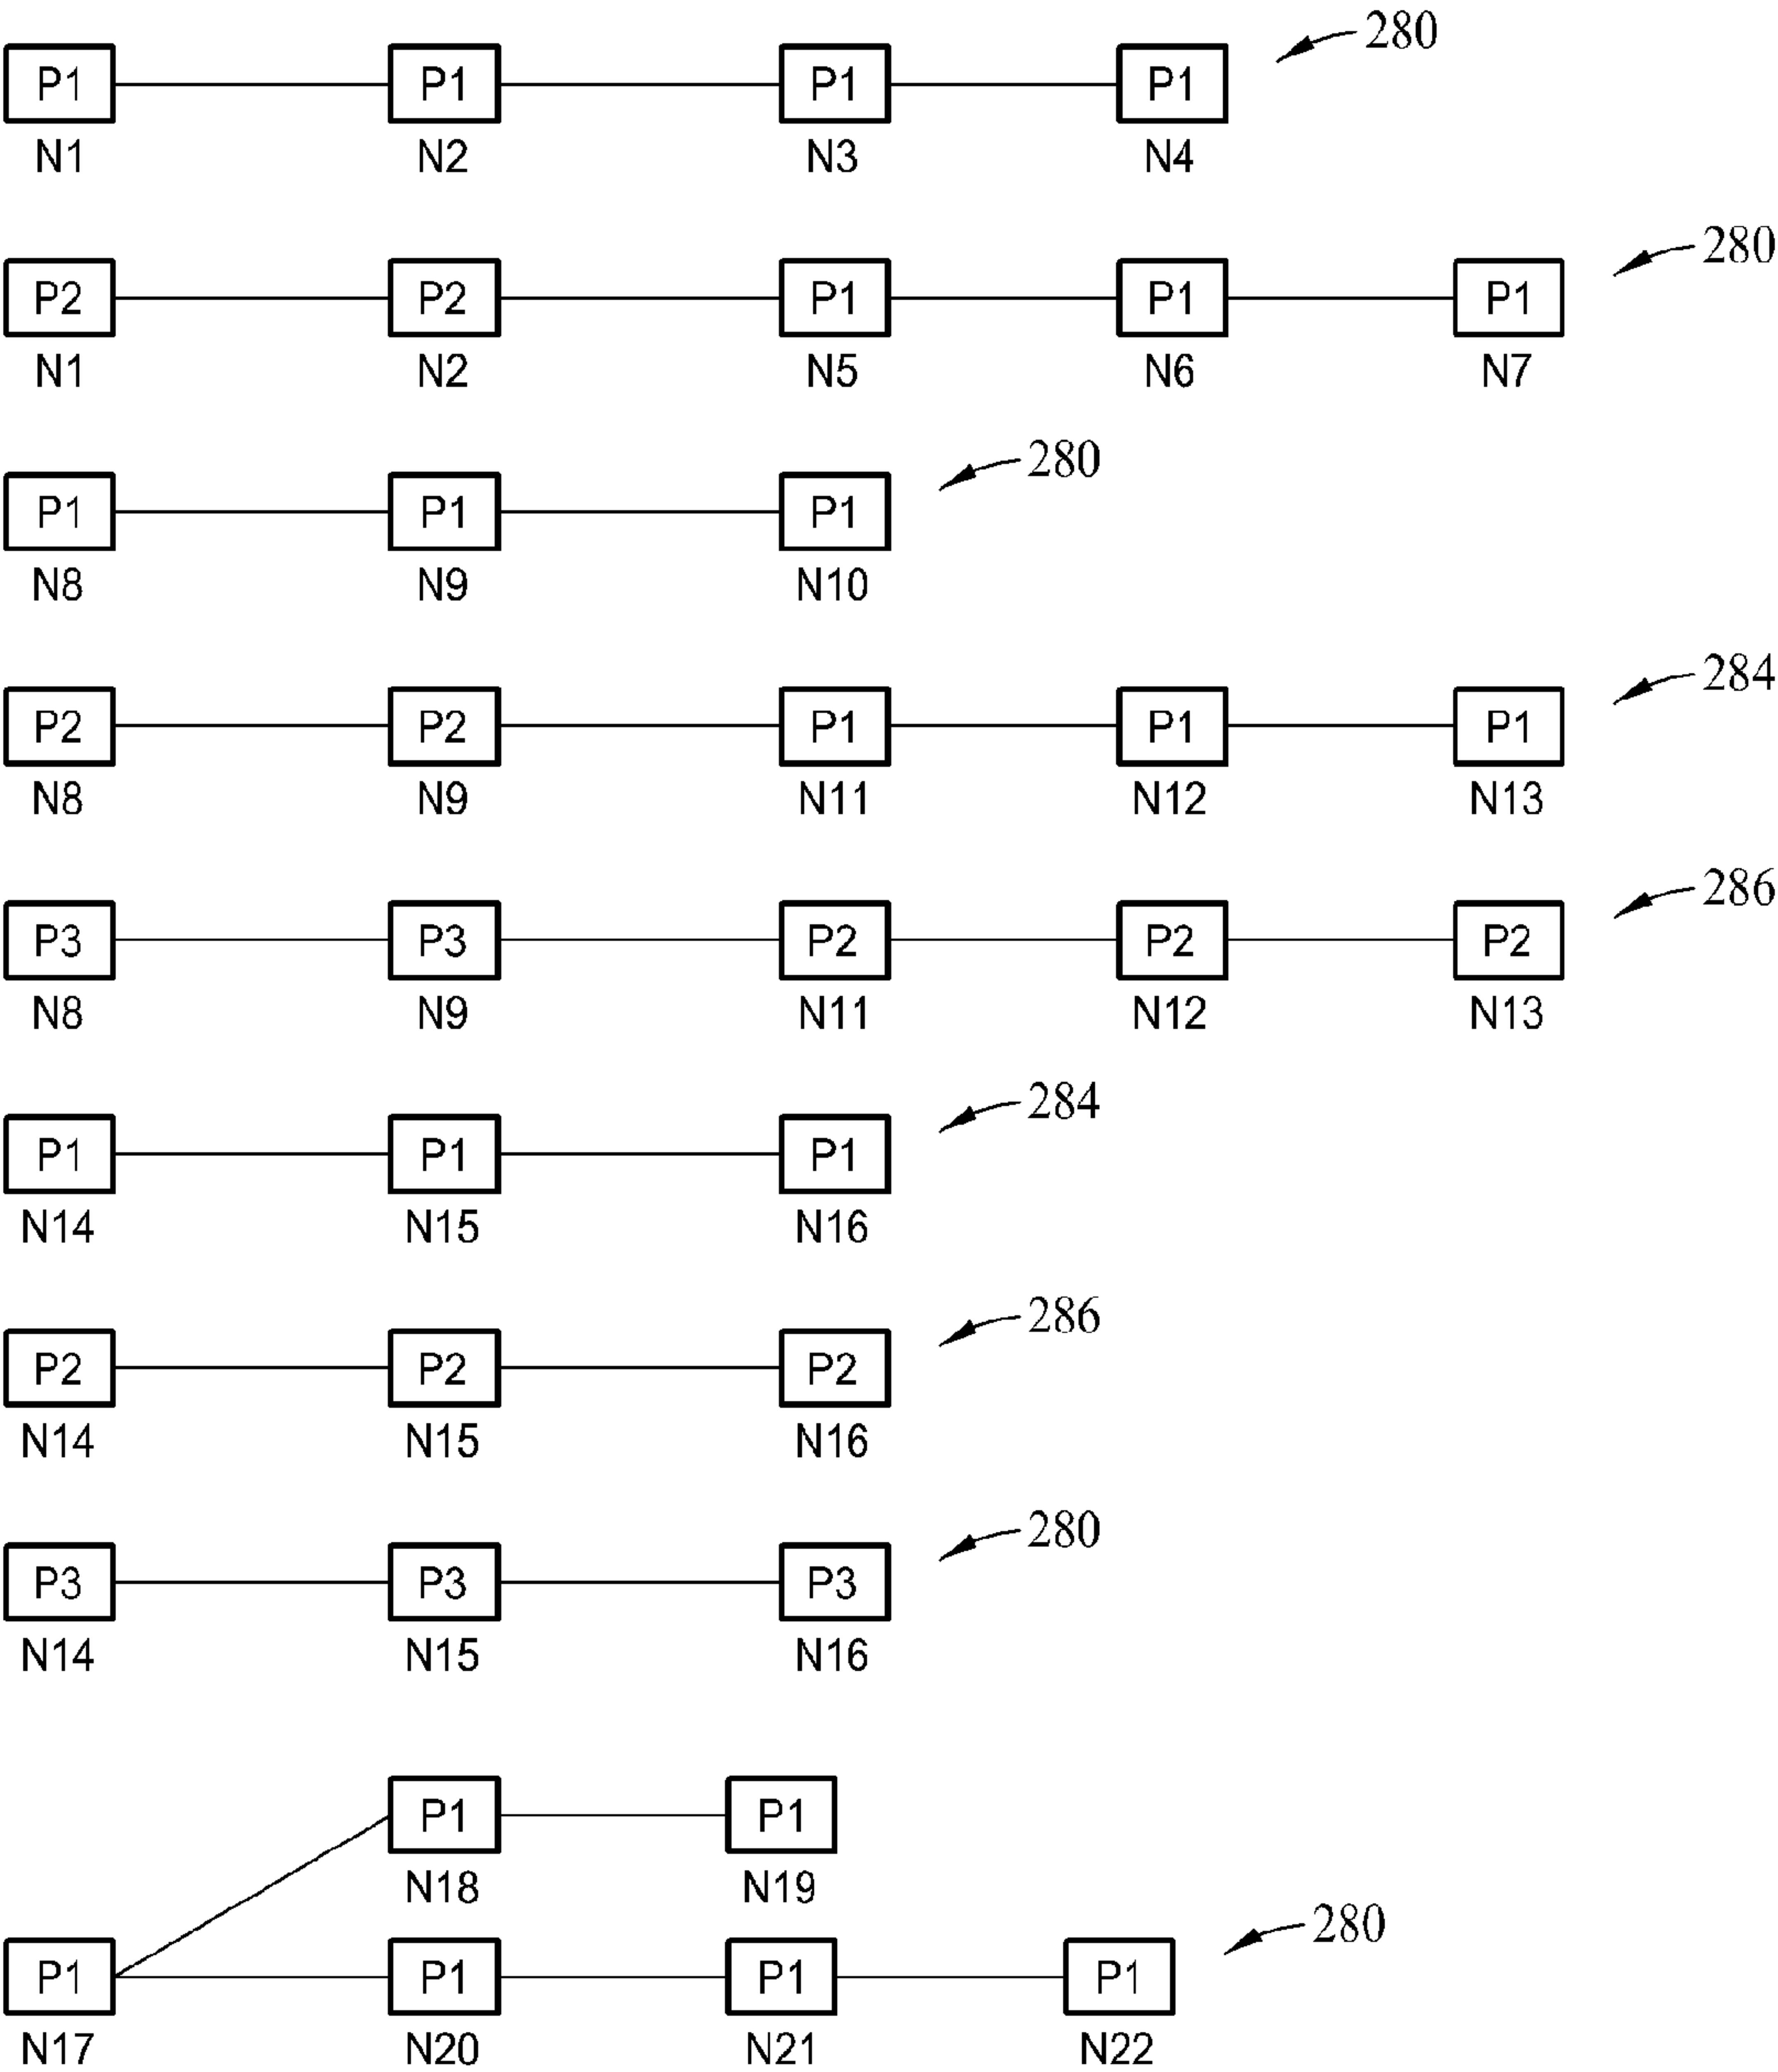 280
P1 P1 P1 P1
N1 N2 N3 N4
280
P2 P2 P1 P1 P1
N1 N2 N5 N6 N7
280
P1 P1 P1
N8 N9 N10
284
P2 P2 P1 P1 P1
N8 N9 N11 N12 N13
286
P3 P3 P2 P2 P2
N8 N9 N11 N12 N13
284
P1 P1 P1
N14 N15 N16
286
P2 P2 P2
N14 N15 N16
280
P3 P3 P3
N14 N15 N16
P1 P1
N18 N19
280
P1 P1 P1 P1
N17 N20 N21 N22